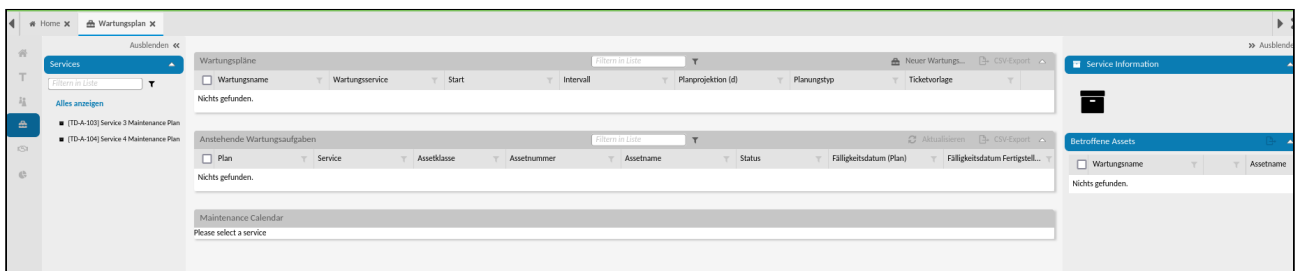 Home Wartungsplan
Ausblenden
Services
Filtern in Liste
Alles anzeigen
[TD-A-103] Service 3 Maintenance Plan
[TD-A-104] Service 4 Maintenance Plan
Wartungspläne Filtern in Liste Neuer Wartungs... CSV-Export
Wartungsname Wartungsservice Start Intervall Planprojektion (d) Planungstyp Ticketvorlage
Nichts gefunden.
Anstehende Wartungsaufgaben Filtern in Liste Aktualisieren CSV-Export
Plan Service Assetklasse Assetnummer Assetname Status Fälligkeitsdatum (Plan) Fälligkeitsdatum Fertigstell...
Nichts gefunden.
Maintenance Calendar
Please select a service
Ausblende
Service Information
Betroffene Assets
Wartungsname Assetname
Nichts gefunden.